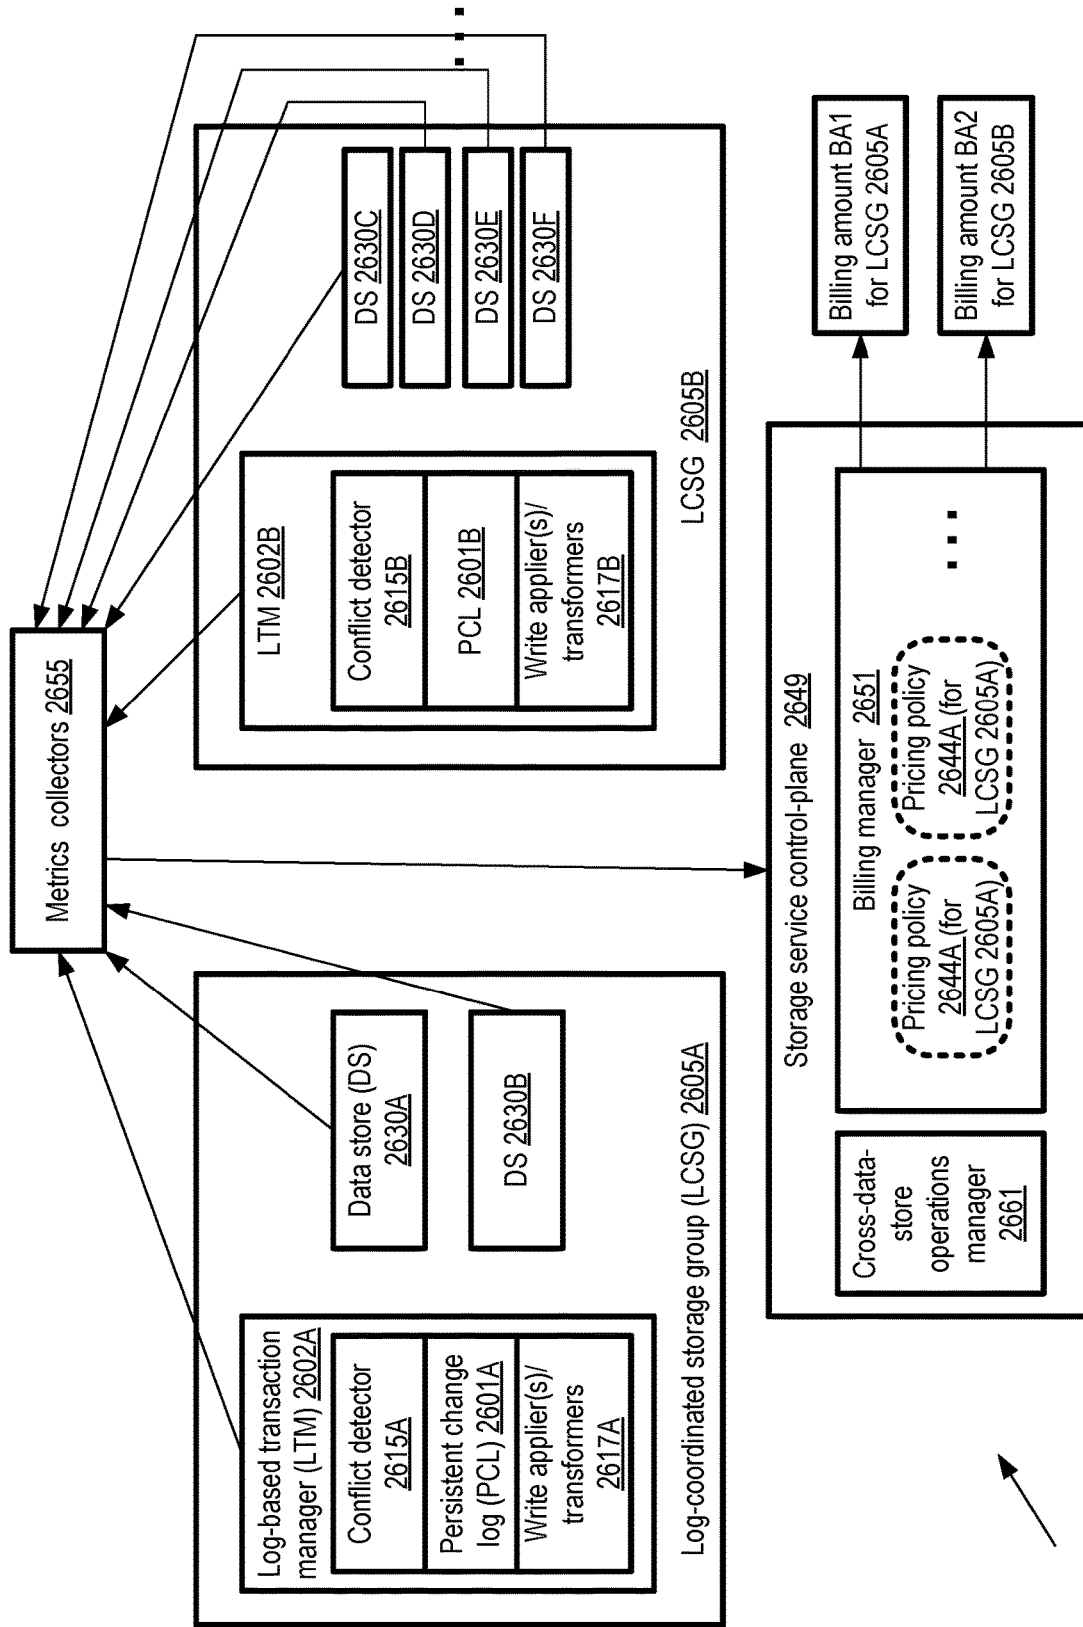 Metrics collectors 2655
Log-based transaction
manager (LTM) 2602A
Conflict detector
2615A
Persistent change
log (PCL) 2601A
Write applier(s)/
transformers
2617A
Data store (DS)
2630A
DS 2630B
Log-coordinated storage group (LCSG) 2605A
LTM 2602B
Conflict detector
2615B
PCL 2601B
Write applier(s)/
transformers
2617B
DS 2630C
DS 2630D
DS 2630E
DS 2630F
LCSG 2605B
Storage service control-plane 2649
Cross-data-
store
operations
manager
2661
Billing manager 2651
Pricing policy
2644A (for
LCSG 2605A)
Pricing policy
2644A (for
LCSG 2605A)
Billing amount BA1
for LCSG 2605A
Billing amount BA2
for LCSG 2605B